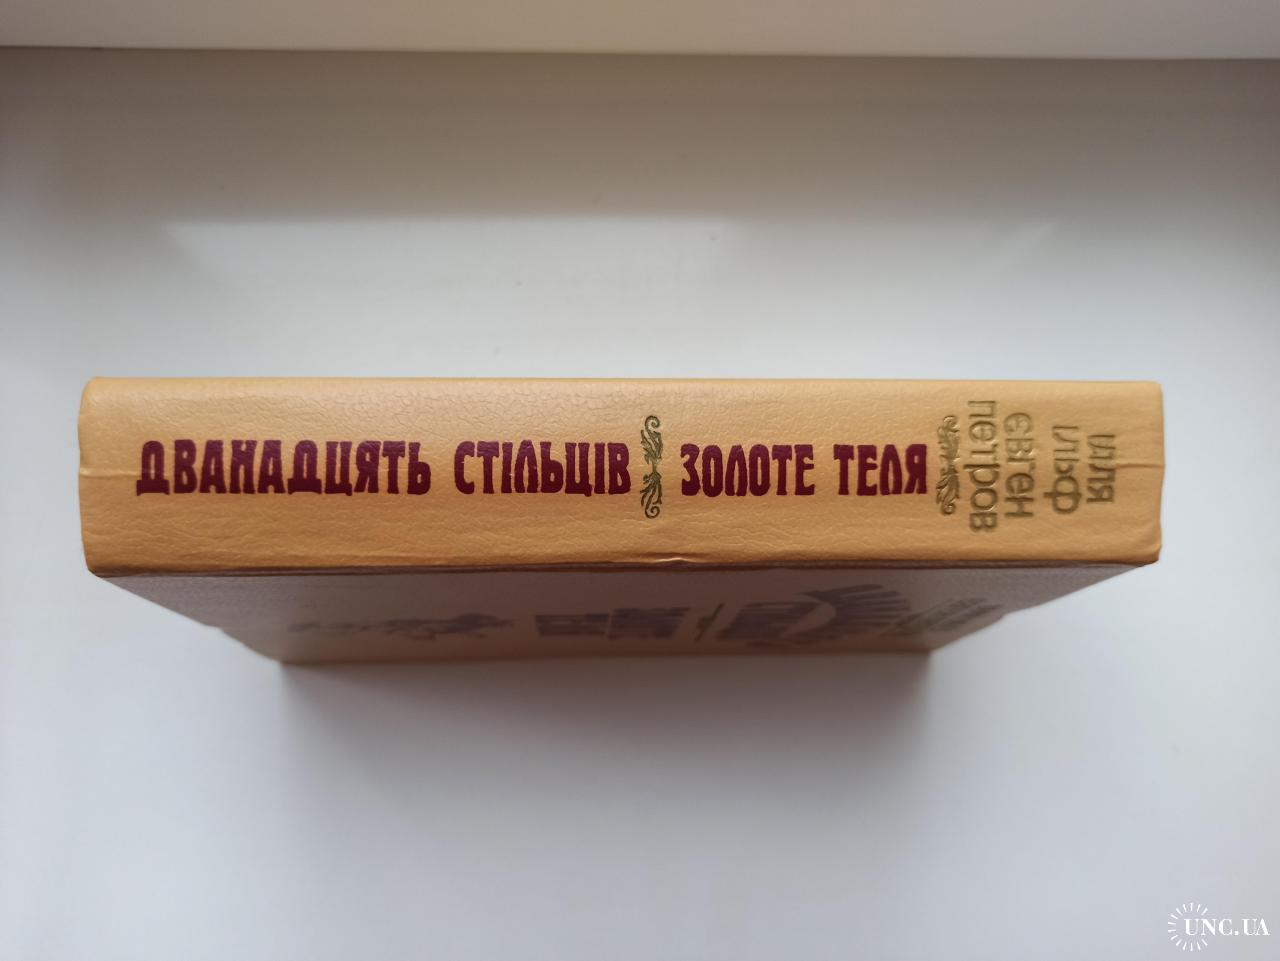 ДВАНАДЦЯТЬ СТІЛЬЦІВ
ЗОЛОТЕ ТЕЛЯ
ІЛЛЯ
ІЛЬФ
ЄВГЕН
ПЕТРОВ
UNC.UA